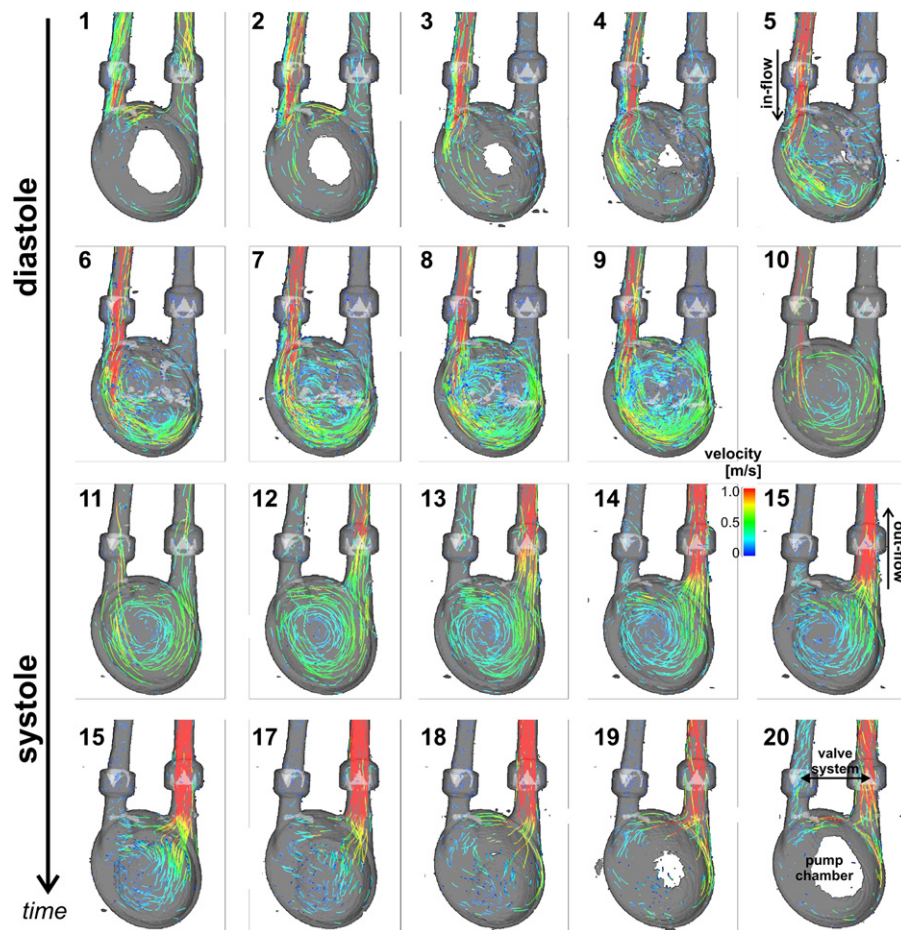 1
2
3
4
5
in-flow
diastole
6
7
8
9
10
velocity
[m/s]
1.0
0.5
0
11
12
13
14
15
out-flow
systole
15
17
18
19
20
valve
system
pump
chamber
time